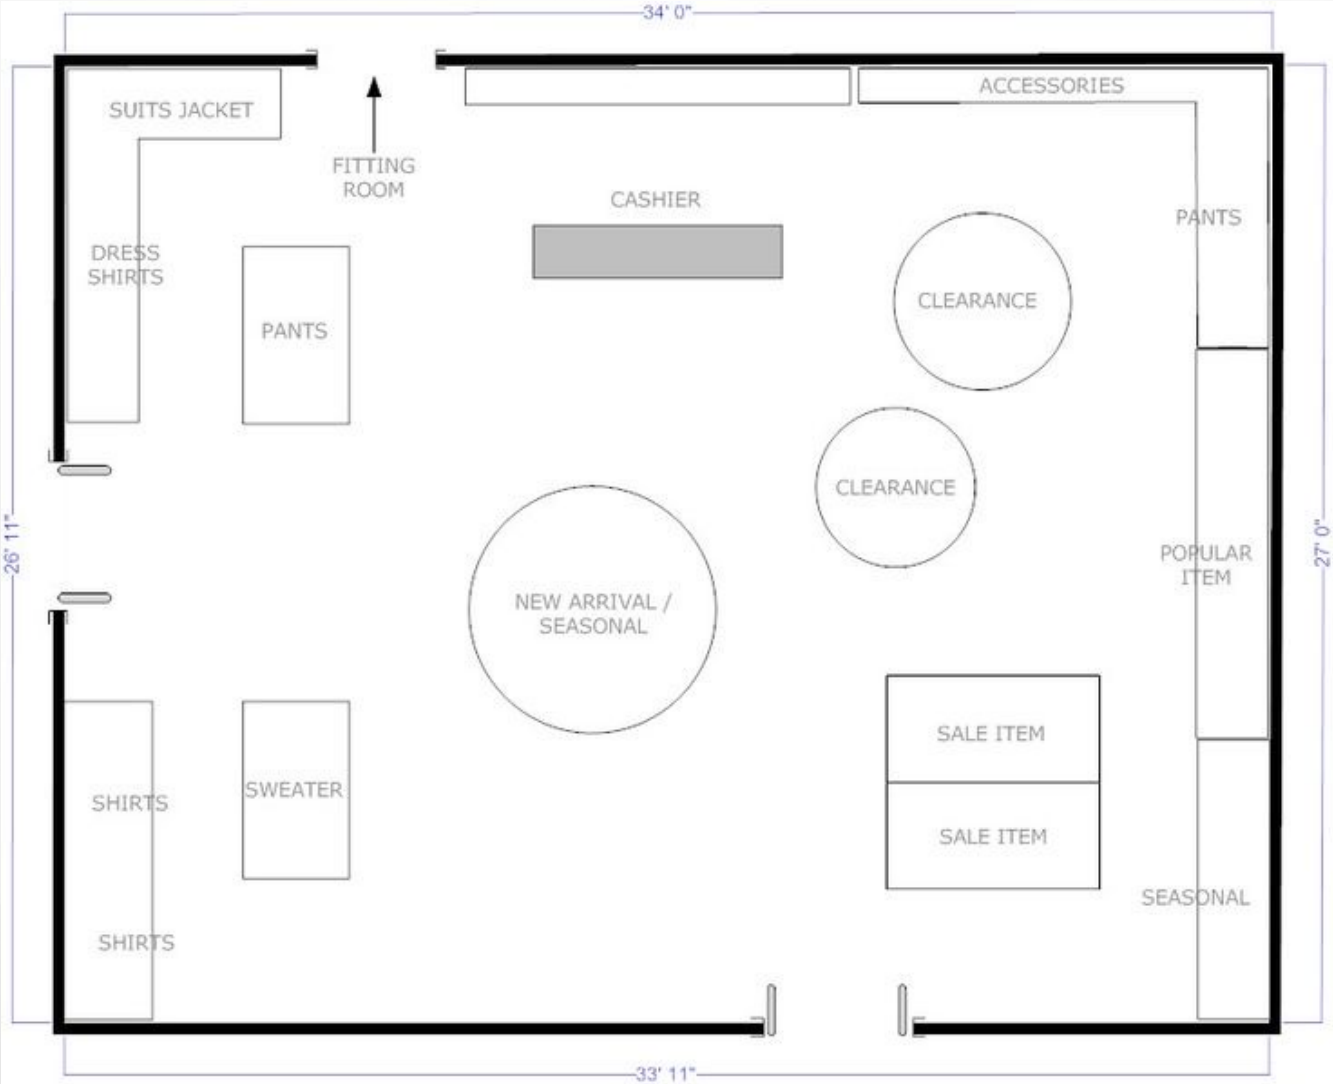 34' 0"
ACCESSORIES
SUITS JACKET
FITTING
ROOM
CASHIER
PANTS
DRESS
SHIRTS
CLEARANCE
PANTS
CLEARANCE
26' 11"
27' 0"
POPULAR
ITEM
NEW ARRIVAL /
SEASONAL
SALE ITEM
SWEATER
SHIRTS
SALE ITEM
SEASONAL
SHIRTS
33' 11"